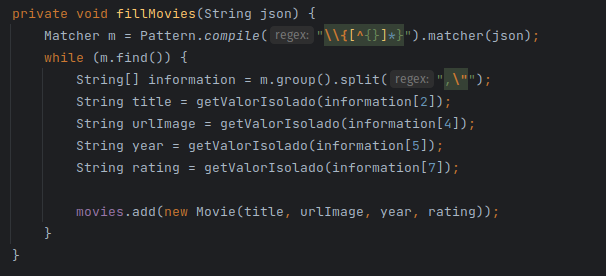 private void fillMovies(String json) {
    Matcher m = Pattern.compile( regex: "\\{[^{}]*}").matcher(json);
    while (m.find()) {
        String[] information = m.group().split( regex: ",\"");
        String title = getValorIsolado(information[2]);
        String urlImage = getValorIsolado(information[4]);
        String year = getValorIsolado(information[5]);
        String rating = getValorIsolado(information[7]);

        movies.add(new Movie(title, urlImage, year, rating));
    }
}